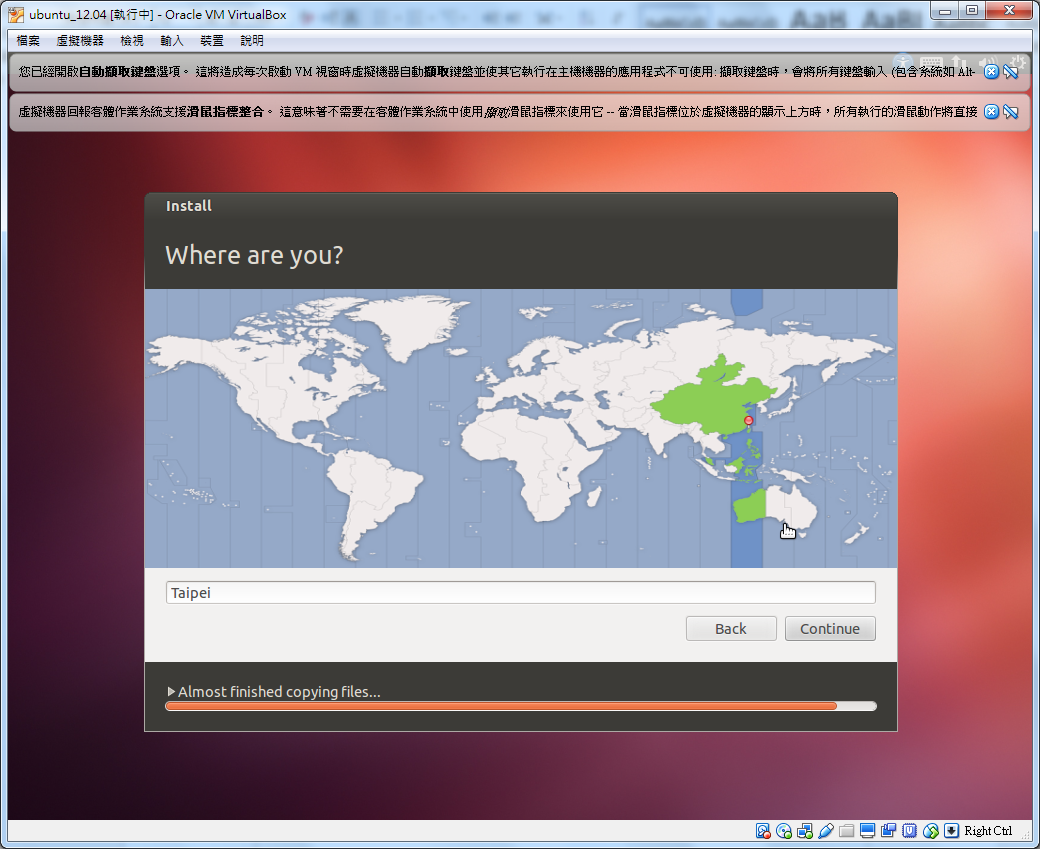 ubuntu_12.04 [執行中] - Oracle VM VirtualBox
檔案 虛擬機器 檢視 輸入 裝置 說明
您已經開啟自動擷取鍵盤選項。 這將造成每次啟動 VM 視窗時虛擬機器自動擷取鍵盤並使其它執行在主機機器的應用程式不可使用: 擷取鍵盤時,會將所有鍵盤輸入 (包含系統如 Alt-
虛擬機器回報客體作業系統支援滑鼠指標整合。 這意味著不需要在客體作業系統中使用擷取滑鼠指標來使用它 -- 當滑鼠指標位於虛擬機器的顯示上方時,所有執行的滑鼠動作將直接
Install
Where are you?
Taipei
Back
Continue
Almost finished copying files...
Right Ctrl